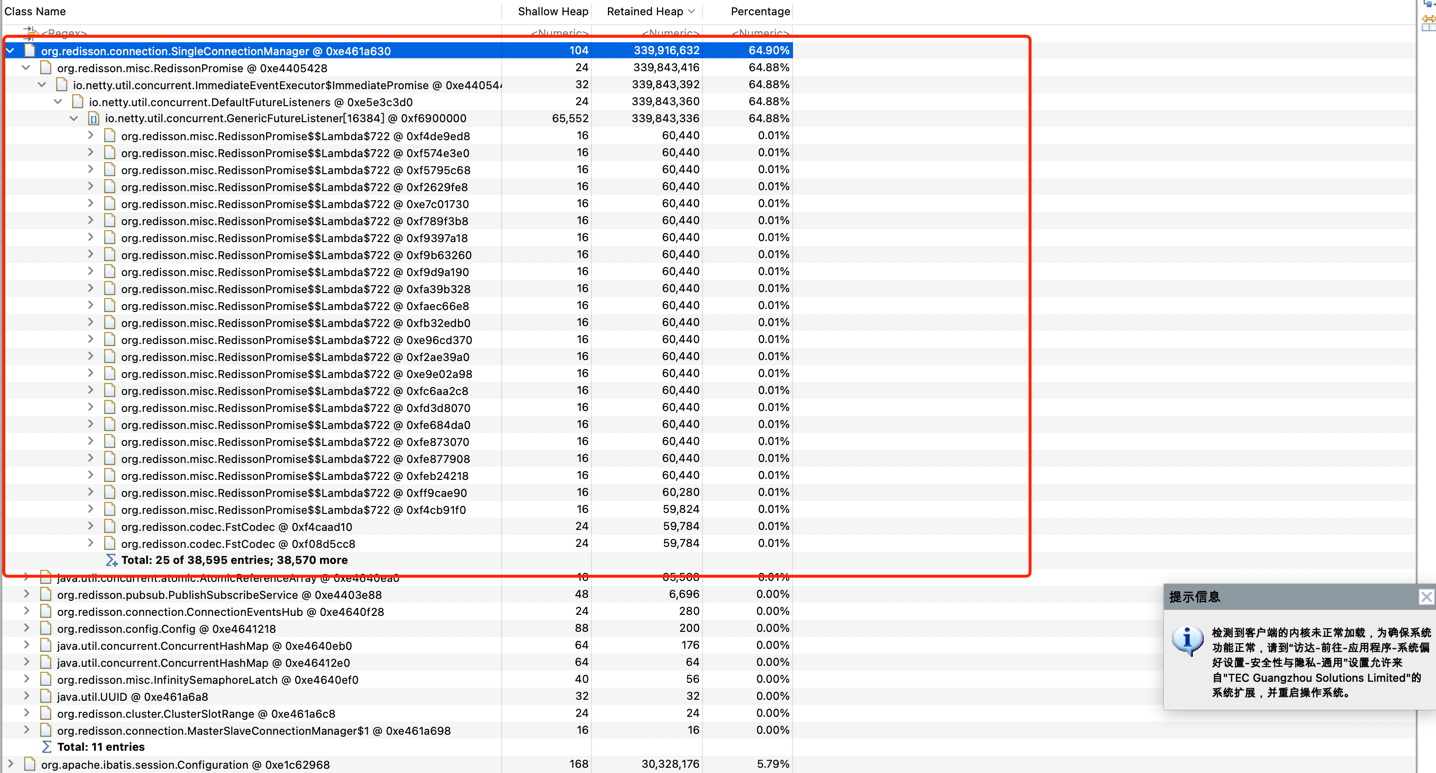 Class Name Shallow Heap Retained Heap Percentage
<Regex> <Numeric> <Numeric> <Numeric>
org.redisson.connection.SingleConnectionManager @ 0xe461a630 104 339,916,632 64.90%
org.redisson.misc.RedissonPromise @ 0xe4405428 24 339,843,416 64.88%
io.netty.util.concurrent.ImmediateEventExecutor$ImmediatePromise @ 0xe44054 32 339,843,392 64.88%
io.netty.util.concurrent.DefaultFutureListeners @ 0xe5e3c3d0 24 339,843,360 64.88%
io.netty.util.concurrent.GenericFutureListener[16384] @ 0xf6900000 65,552 339,843,336 64.88%
org.redisson.misc.RedissonPromise$$Lambda$722 @ 0xf4de9ed8 16 60,440 0.01%
org.redisson.misc.RedissonPromise$$Lambda$722 @ 0xf574e3e0 16 60,440 0.01%
org.redisson.misc.RedissonPromise$$Lambda$722 @ 0xf5795c68 16 60,440 0.01%
org.redisson.misc.RedissonPromise$$Lambda$722 @ 0xf2629fe8 16 60,440 0.01%
org.redisson.misc.RedissonPromise$$Lambda$722 @ 0xe7c01730 16 60,440 0.01%
org.redisson.misc.RedissonPromise$$Lambda$722 @ 0xf789f3b8 16 60,440 0.01%
org.redisson.misc.RedissonPromise$$Lambda$722 @ 0xf9397a18 16 60,440 0.01%
org.redisson.misc.RedissonPromise$$Lambda$722 @ 0xf9b63260 16 60,440 0.01%
org.redisson.misc.RedissonPromise$$Lambda$722 @ 0xf9d9a190 16 60,440 0.01%
org.redisson.misc.RedissonPromise$$Lambda$722 @ 0xfa39b328 16 60,440 0.01%
org.redisson.misc.RedissonPromise$$Lambda$722 @ 0xfaec66e8 16 60,440 0.01%
org.redisson.misc.RedissonPromise$$Lambda$722 @ 0xfb32edb0 16 60,440 0.01%
org.redisson.misc.RedissonPromise$$Lambda$722 @ 0xe96cd370 16 60,440 0.01%
org.redisson.misc.RedissonPromise$$Lambda$722 @ 0xf2ae39a0 16 60,440 0.01%
org.redisson.misc.RedissonPromise$$Lambda$722 @ 0xe9e02a98 16 60,440 0.01%
org.redisson.misc.RedissonPromise$$Lambda$722 @ 0xfc6aa2c8 16 60,440 0.01%
org.redisson.misc.RedissonPromise$$Lambda$722 @ 0xfd3d8070 16 60,440 0.01%
org.redisson.misc.RedissonPromise$$Lambda$722 @ 0xfe684da0 16 60,440 0.01%
org.redisson.misc.RedissonPromise$$Lambda$722 @ 0xfe873070 16 60,440 0.01%
org.redisson.misc.RedissonPromise$$Lambda$722 @ 0xfe877908 16 60,440 0.01%
org.redisson.misc.RedissonPromise$$Lambda$722 @ 0xfeb24218 16 60,440 0.01%
org.redisson.misc.RedissonPromise$$Lambda$722 @ 0xff9cae90 16 60,280 0.01%
org.redisson.misc.RedissonPromise$$Lambda$722 @ 0xf4cb91f0 16 59,824 0.01%
org.redisson.codec.FstCodec @ 0xf4caad10 24 59,784 0.01%
org.redisson.codec.FstCodec @ 0xf08d5cc8 24 59,784 0.01%
Total: 25 of 38,595 entries; 38,570 more
java.util.concurrent.atomic.AtomicReferenceArray @ 0xe4640ea0 16 65,568 0.01%
org.redisson.pubsub.PublishSubscribeService @ 0xe4403e88 48 6,696 0.00%
org.redisson.connection.ConnectionEventsHub @ 0xe4640f28 24 280 0.00%
org.redisson.config.Config @ 0xe4641218 88 200 0.00%
java.util.concurrent.ConcurrentHashMap @ 0xe4640eb0 64 176 0.00%
java.util.concurrent.ConcurrentHashMap @ 0xe46412e0 64 64 0.00%
org.redisson.misc.InfinitySemaphoreLatch @ 0xe4640ef0 40 56 0.00%
java.util.UUID @ 0xe461a6a8 32 32 0.00%
org.redisson.cluster.ClusterSlotRange @ 0xe461a6c8 24 24 0.00%
org.redisson.connection.MasterSlaveConnectionManager$1 @ 0xe461a698 16 16 0.00%
Total: 11 entries
org.apache.ibatis.session.Configuration @ 0xe1c62968 168 30,328,176 5.79%
提示信息
检测到客户端的内核未正常加载，为确保系统
功能正常，请到"访达-前往-应用程序-系统偏
好设置-安全性与隐私-通用"设置允许来
自"TEC Guangzhou Solutions Limited"的
系统扩展，并重启操作系统。